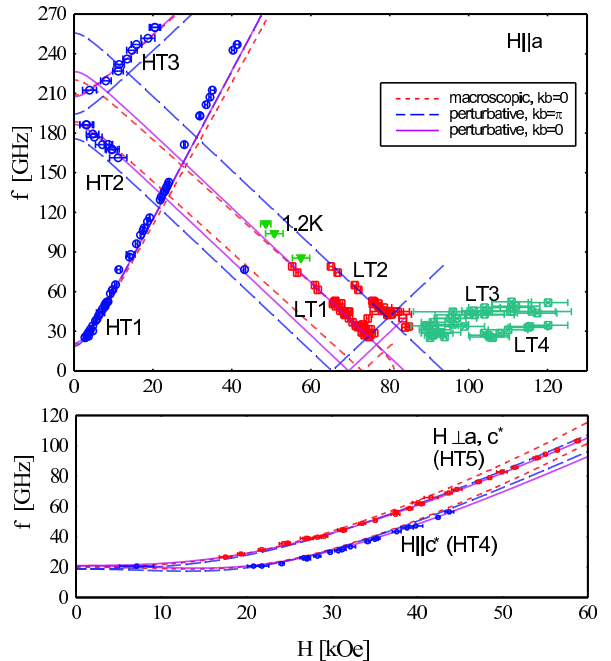 270
240
210
180
150
120
90
60
30
0
f [GHz]
H||a
macroscopic, kb=0
perturbative, kb=π
perturbative, kb=0
HT3
HT2
HT1
1.2K
LT2
LT1
LT3
LT4
0 20 40 60 80 100 120
120
100
80
60
40
20
0
f [GHz]
H⊥a, c*
(HT5)
H||c* (HT4)
0 10 20 30 40 50 60
H [kOe]